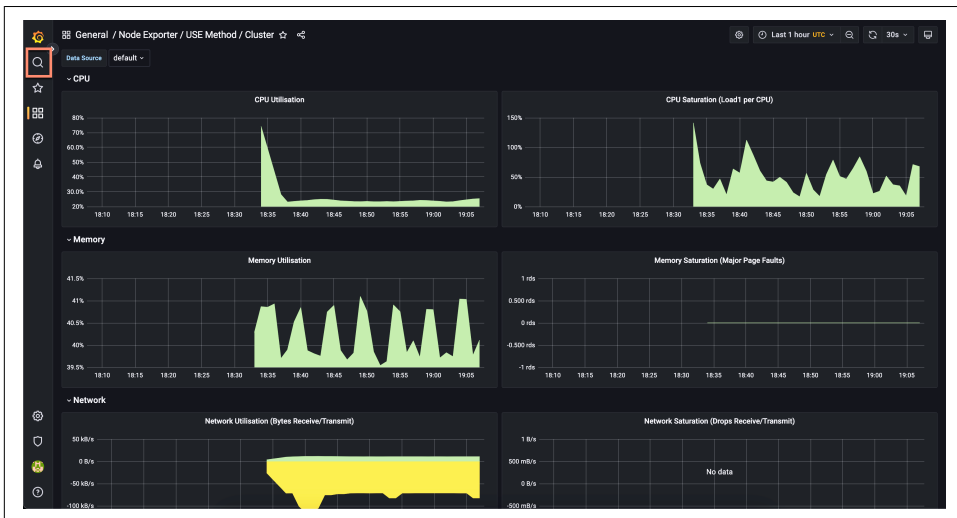 General / Node Exporter / USE Method / Cluster
Last 1 hour UTC
30s
Data Source default
CPU
CPU Utilisation
80%
70%
60.0%
50%
40%
30.0%
20%
18:10 18:15 18:20 18:25 18:30 18:35 18:40 18:45 18:50 18:55 19:00 19:05
CPU Saturation (Load1 per CPU)
150%
100%
50%
0%
18:10 18:15 18:20 18:25 18:30 18:35 18:40 18:45 18:50 18:55 19:00 19:05
Memory
Memory Utilisation
41.5%
41%
40.5%
40%
39.5%
18:10 18:15 18:20 18:25 18:30 18:35 18:40 18:45 18:50 18:55 19:00 19:05
Memory Saturation (Major Page Faults)
1 rds
0.500 rds
0 rds
-0.500 rds
-1 rds
18:10 18:15 18:20 18:25 18:30 18:35 18:40 18:45 18:50 18:55 19:00 19:05
Network
Network Utilisation (Bytes Receive/Transmit)
50 kB/s
0 B/s
-50 kB/s
-100 kB/s
Network Saturation (Drops Receive/Transmit)
1 B/s
500 mB/s
0 B/s
-500 mB/s
No data